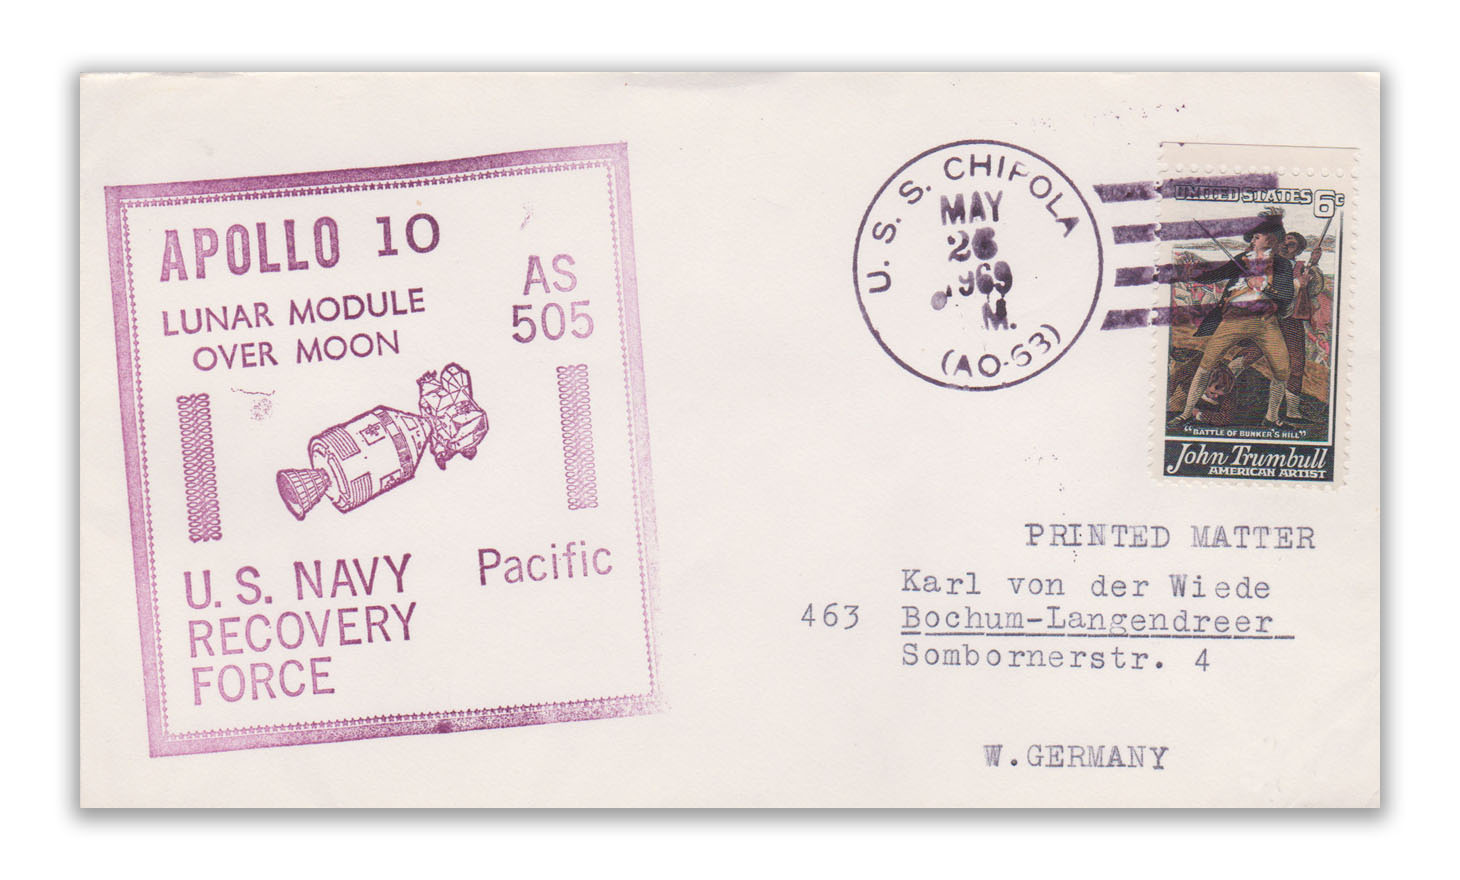 APOLLO 10
LUNAR MODULE
OVER MOON
AS
505
U.S. NAVY
RECOVERY
FORCE
Pacific
U.S.S. CHIPOLA
MAY
26
1969
M.
(AO-63)
UNITED STATES 6c
"BATTLE OF BUNKER'S HILL"
John Trumbull
AMERICAN ARTIST
PRINTED MATTER
Karl von der Wiede
463 Bochum-Langendreer
Sombornerstr. 4
W.GERMANY